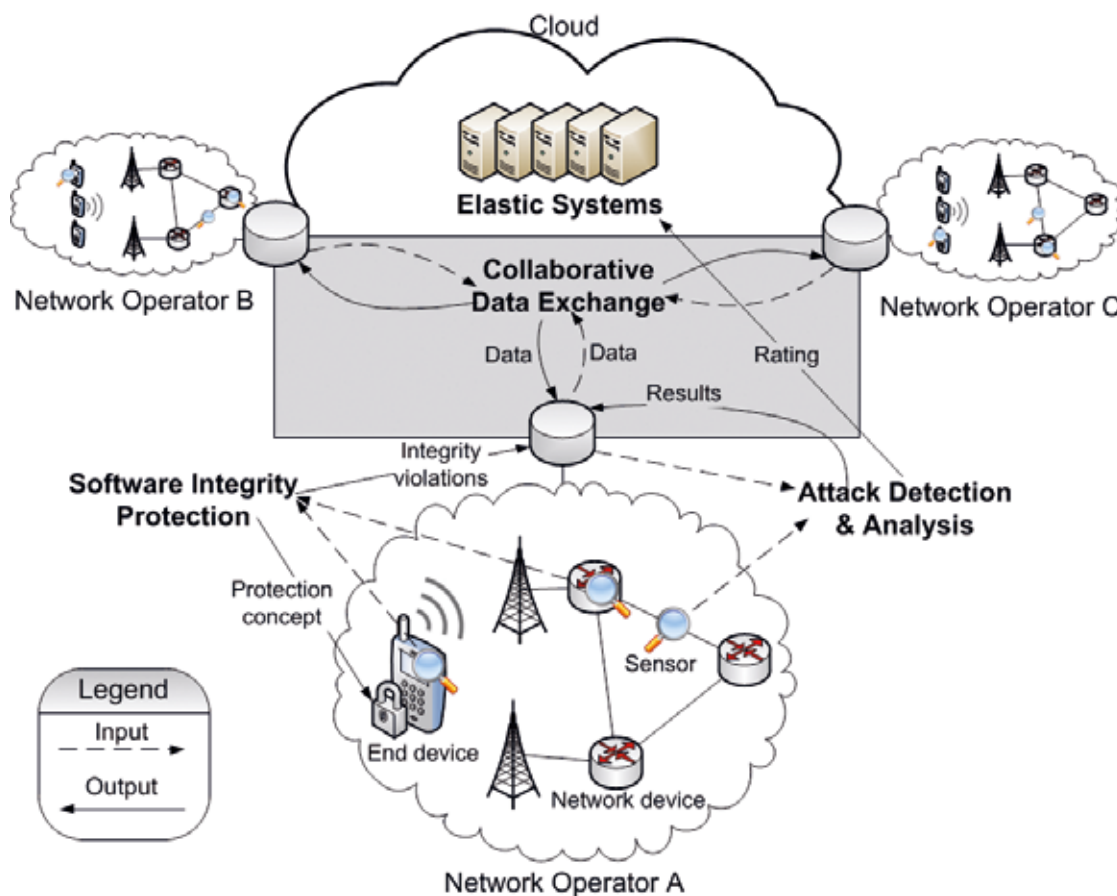 Cloud
Elastic Systems
Network Operator B
Network Operator C
Collaborative
Data Exchange
Data
Data
Rating
Results
Integrity
violations
Software Integrity
Protection
Attack Detection
& Analysis
Protection
concept
Sensor
End device
Network device
Legend
Input
Output
Network Operator A